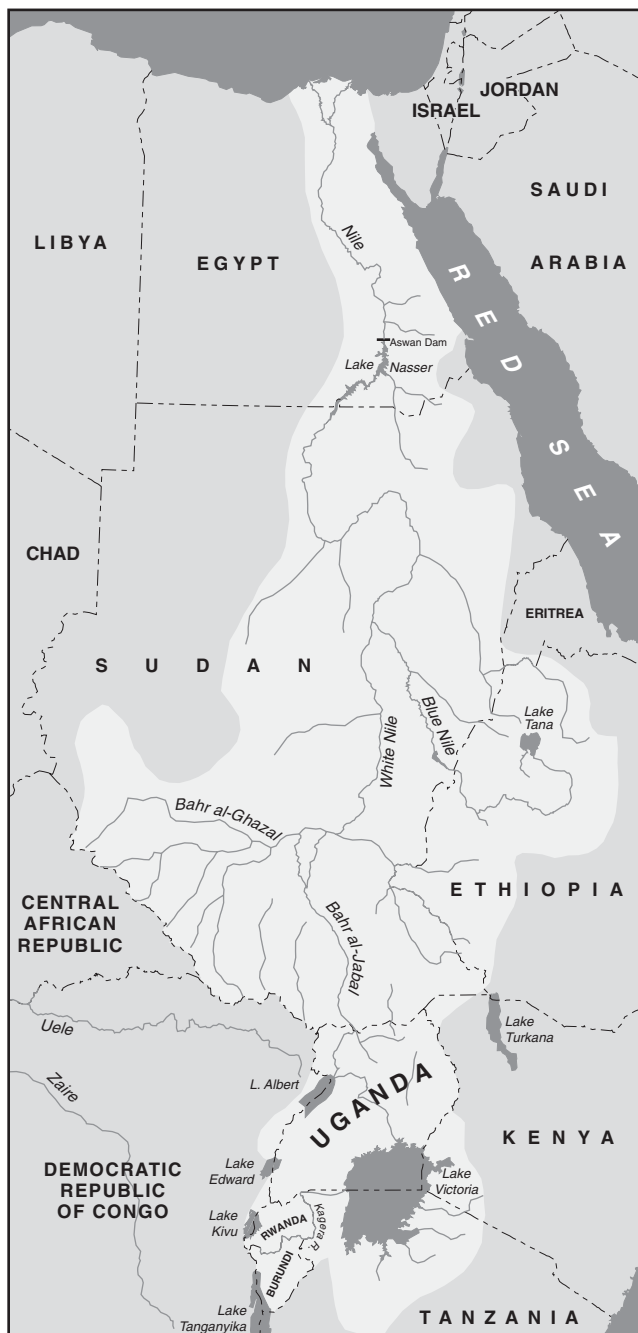 JORDAN
ISRAEL
SAUDI
ARABIA
LIBYA
EGYPT
Nile
RED SEA
Aswan Dam
Lake Nasser
CHAD
ERITREA
SUDAN
Lake
Tana
Blue Nile
White Nile
Bahr al-Ghazal
ETHIOPIA
CENTRAL
AFRICAN
REPUBLIC
Bahr al-Jabal
Uele
Lake
Turkana
Zaire
L. Albert
UGANDA
KENYA
DEMOCRATIC
REPUBLIC
OF CONGO
Lake
Edward
Lake
Victoria
Lake
Kivu
RWANDA
Kagera R.
BURUNDI
Lake
Tanganyika
TANZANIA